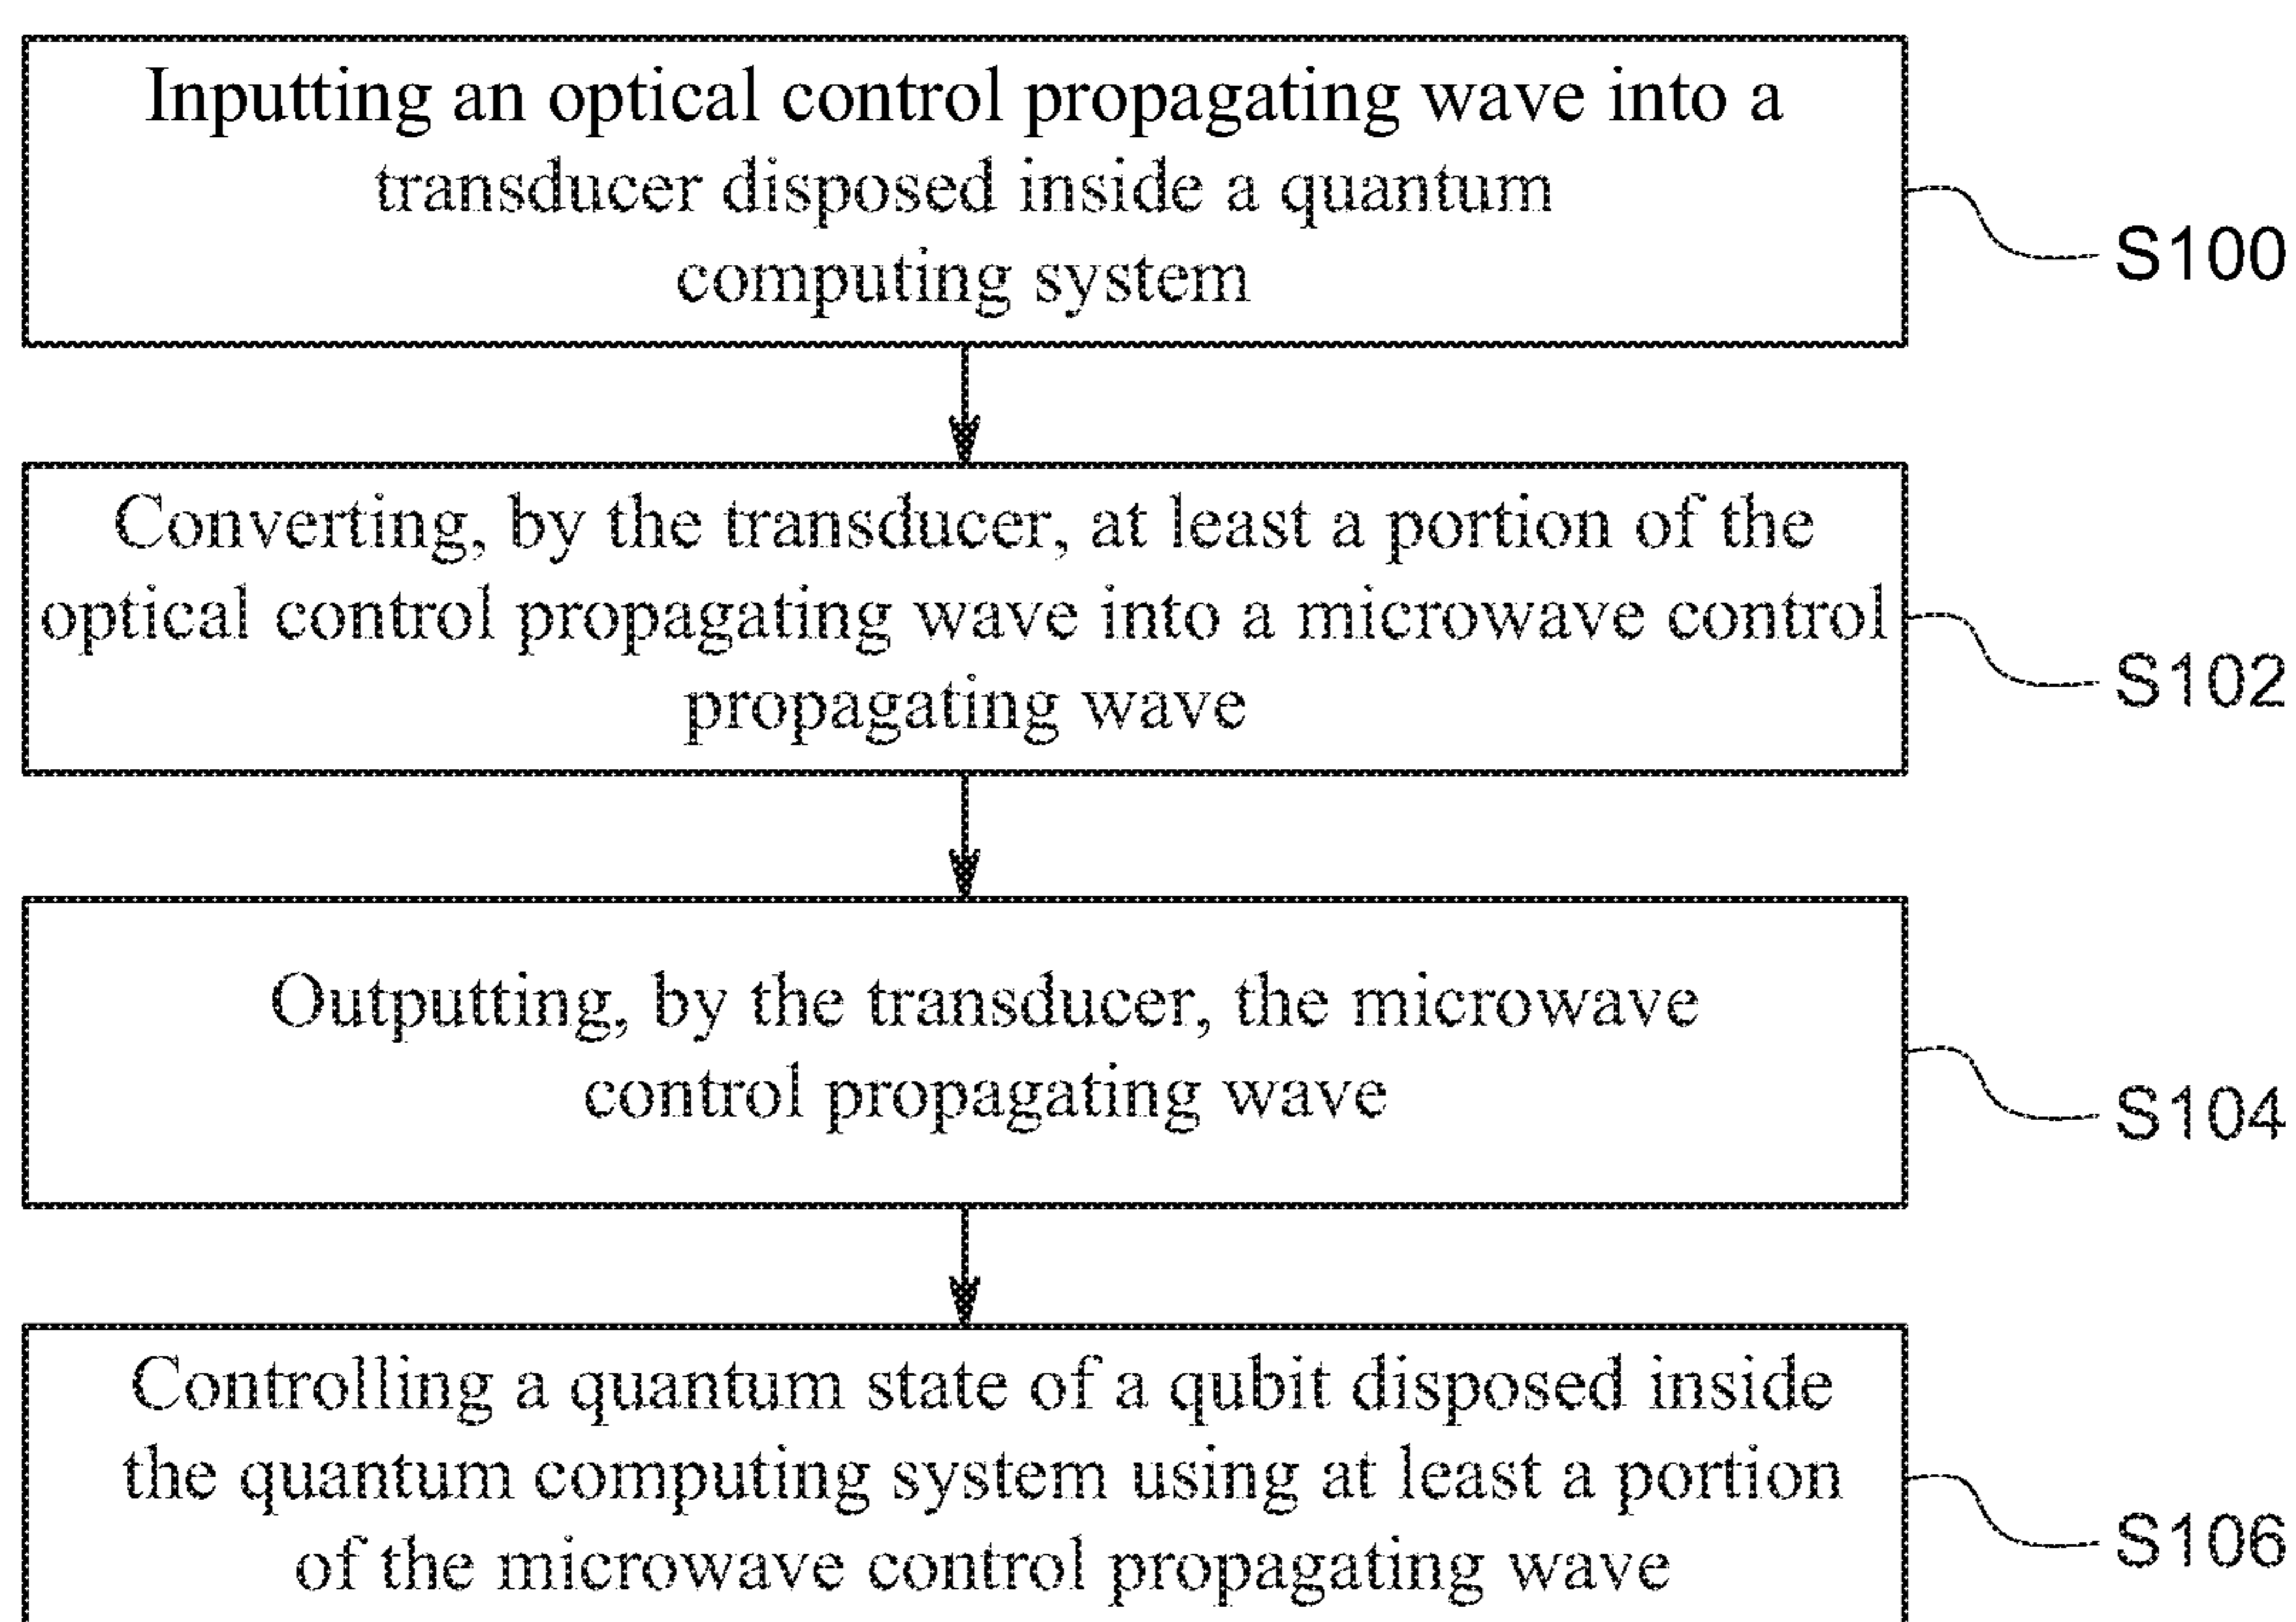 Inputting an optical control propagating wave into a
transducer disposed inside a quantum
computing system
S100
Converting, by the transducer, at least a portion of the
optical control propagating wave into a microwave control
propagating wave
S102
Outputting, by the transducer, the microwave
control propagating wave
S104
Controlling a quantum state of a qubit disposed inside
the quantum computing system using at least a portion
of the microwave control propagating wave
S106